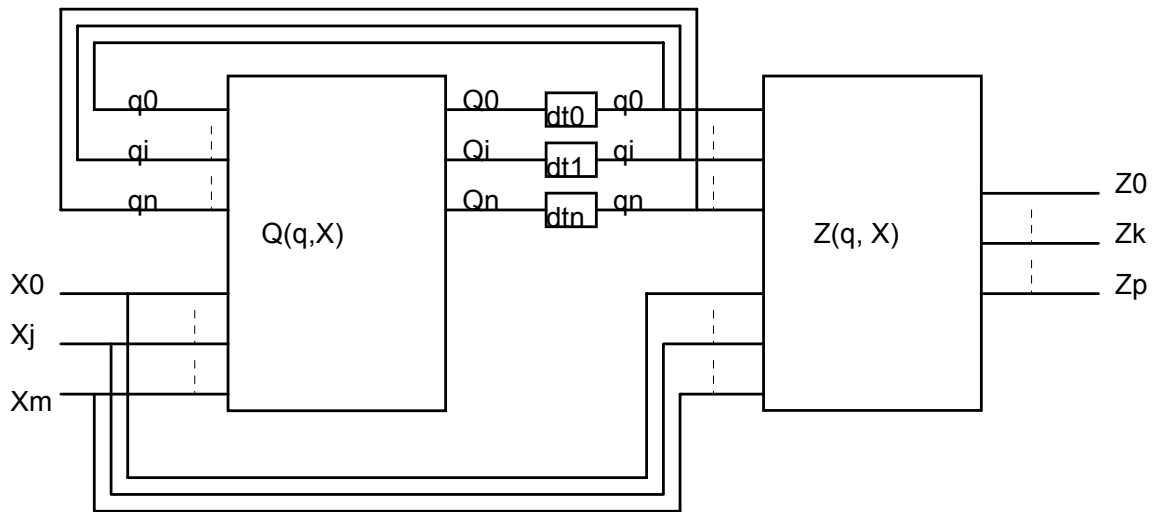 q0
Q0
dt0
q0
qi
Qi
dt1
qi
qn
Qn
dtn
qn
Q(q,X)
Z(q, X)
Z0
Zk
Zp
X0
Xj
Xm